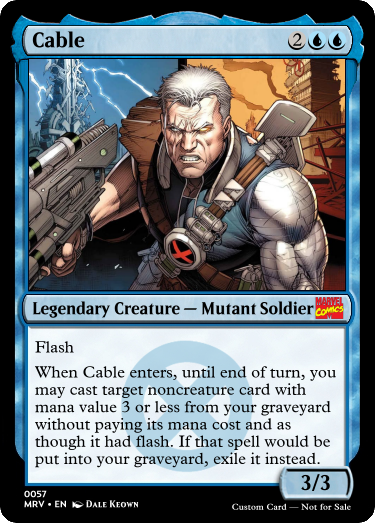 Cable 2
Legendary Creature — Mutant Soldier MARVEL COMICS
Flash
When Cable enters, until end of turn, you
may cast target noncreature card with
mana value 3 or less from your graveyard
without paying its mana cost and as
though it had flash. If that spell would be
put into your graveyard, exile it instead.
3/3
0057
MRV • EN Dale Keown Custom Card — Not for Sale